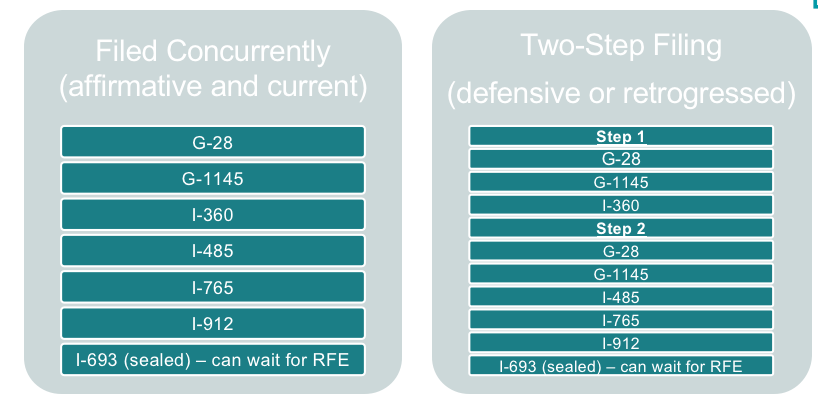 Filed Concurrently
(affirmative and current)
G-28
G-1145
I-360
I-485
I-765
I-912
I-693 (sealed) – can wait for RFE
Two-Step Filing
(defensive or retrogressed)
Step 1
G-28
G-1145
I-360
Step 2
G-28
G-1145
I-485
I-765
I-912
I-693 (sealed) – can wait for RFE